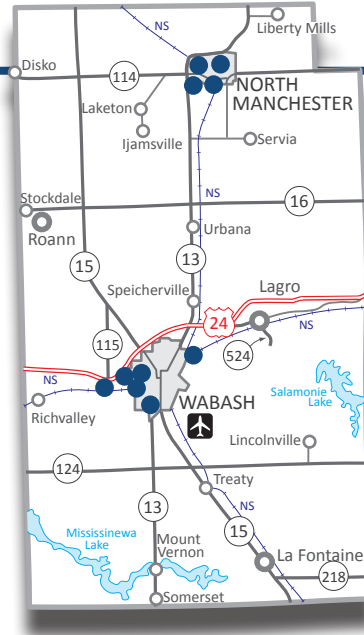 Liberty Mills
NS
Disko
114
NORTH
MANCHESTER
Laketon
Ijamsville
Servia
NS
Stockdale
16
Roann
Urbana
15
13
Speicherville
Lagro
24
NS
115
524
NS
Salamonie
Lake
Richvalley
WABASH
Lincolnville
124
Treaty
NS
13
15
Mississinewa
Lake
Mount
Vernon
La Fontaine
218
Somerset